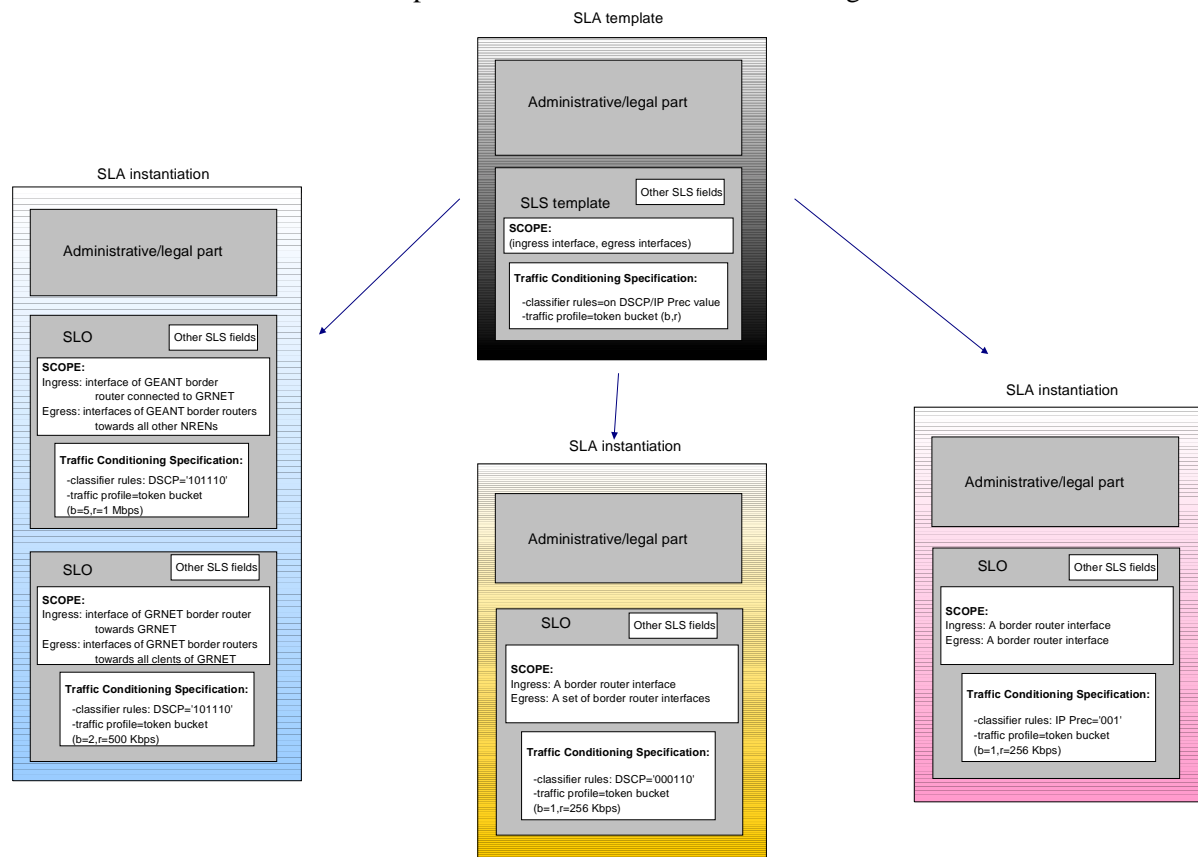 SLA template
Administrative/legal part
Other SLS fields
SLS template
SCOPE:
(ingress interface, egress interfaces)
Traffic Conditioning Specification:
-classifier rules=on DSCP/IP Prec value
-traffic profile=token bucket (b,r)
SLA instantiation
Administrative/legal part
SLO
Other SLS fields
SCOPE:
Ingress: interface of GEANT border
router connected to GRNET
Egress: interfaces of GEANT border routers
towards all other NRENs
Traffic Conditioning Specification:
-classifier rules: DSCP='101110'
-traffic profile=token bucket
(b=5,r=1 Mbps)
SLO
Other SLS fields
SCOPE:
Ingress: interface of GRNET border router
towards GRNET
Egress: interfaces of GRNET border routers
towards all clents of GRNET
Traffic Conditioning Specification:
-classifier rules: DSCP='101110'
-traffic profile=token bucket
(b=2,r=500 Kbps)
SLA instantiation
Administrative/legal part
SLO
Other SLS fields
SCOPE:
Ingress: A border router interface
Egress: A set of border router interfaces
Traffic Conditioning Specification:
-classifier rules: DSCP='000110'
-traffic profile=token bucket
(b=1,r=256 Kbps)
SLA instantiation
Administrative/legal part
SLO
Other SLS fields
SCOPE:
Ingress: A border router interface
Egress: A border router interface
Traffic Conditioning Specification:
-classifier rules: IP Prec='001'
-traffic profile=token bucket
(b=1,r=256 Kbps)